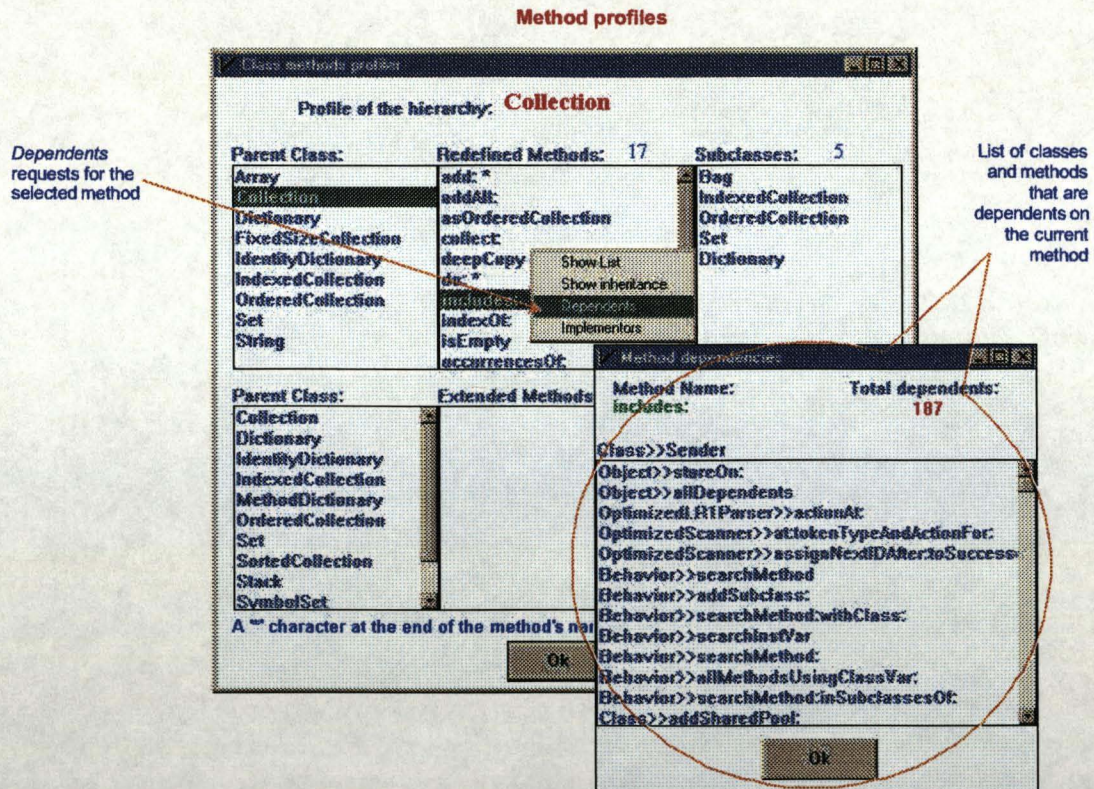 Method profiles
Class methods profiler
Profile of the hierarchy: Collection
Dependents
requests for the
selected method
Parent Class:
Array
Collection
Dictionary
FixedSizeCollection
IdentityDictionary
IndexedCollection
OrderedCollection
Set
String
Redefined Methods: 17
add: *
addAll:
asOrderedCollection
collect:
deepCopy
do: *
includes:
indexOf:
isEmpty
occurrencesOf:
Show List
Show inheritance
Dependents
Implementors
Subclasses: 5
Bag
IndexedCollection
OrderedCollection
Set
Dictionary
List of classes
and methods
that are
dependents on
the current
method
Parent Class:
Collection
Dictionary
IdentityDictionary
IndexedCollection
MethodDictionary
OrderedCollection
Set
SortedCollection
Stack
SymbolSet
Extended Methods
A "*" character at the end of the method's nar
Ok
Method dependencies
Method Name:
includes:
Total dependents:
187
Class>>Sender
Object>>storeOn:
Object>>allDependents
OptimizedLR1Parser>>actionAt:
OptimizedScanner>>at:tokenTypeAndActionFor:
OptimizedScanner>>assignNextIDAfter:toSuccess
Behavior>>searchMethod
Behavior>>addSubclass:
Behavior>>searchMethod:withClass:
Behavior>>searchInstVar
Behavior>>searchMethod:
Behavior>>allMethodsUsingClassVar:
Behavior>>searchMethod:inSubclassesOf:
Class>>addSharedPool:
Ok